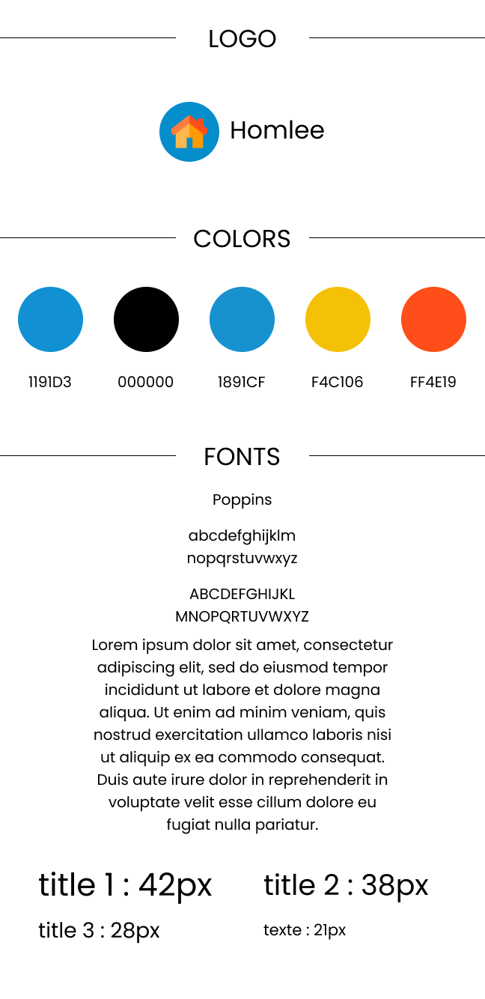 LOGO
Homlee
COLORS
1191D3 000000 1891CF F4C106 FF4E19
FONTS
Poppins
abcdefghijklm
nopqrstuvwxyz
ABCDEFGHIJKL
MNOPQRTUVWXYZ
Lorem ipsum dolor sit amet, consectetur
adipiscing elit, sed do eiusmod tempor
incididunt ut labore et dolore magna
aliqua. Ut enim ad minim veniam, quis
nostrud exercitation ullamco laboris nisi
ut aliquip ex ea commodo consequat.
Duis aute irure dolor in reprehenderit in
voluptate velit esse cillum dolore eu
fugiat nulla pariatur.
title 1 : 42px title 2 : 38px
title 3 : 28px texte : 21px